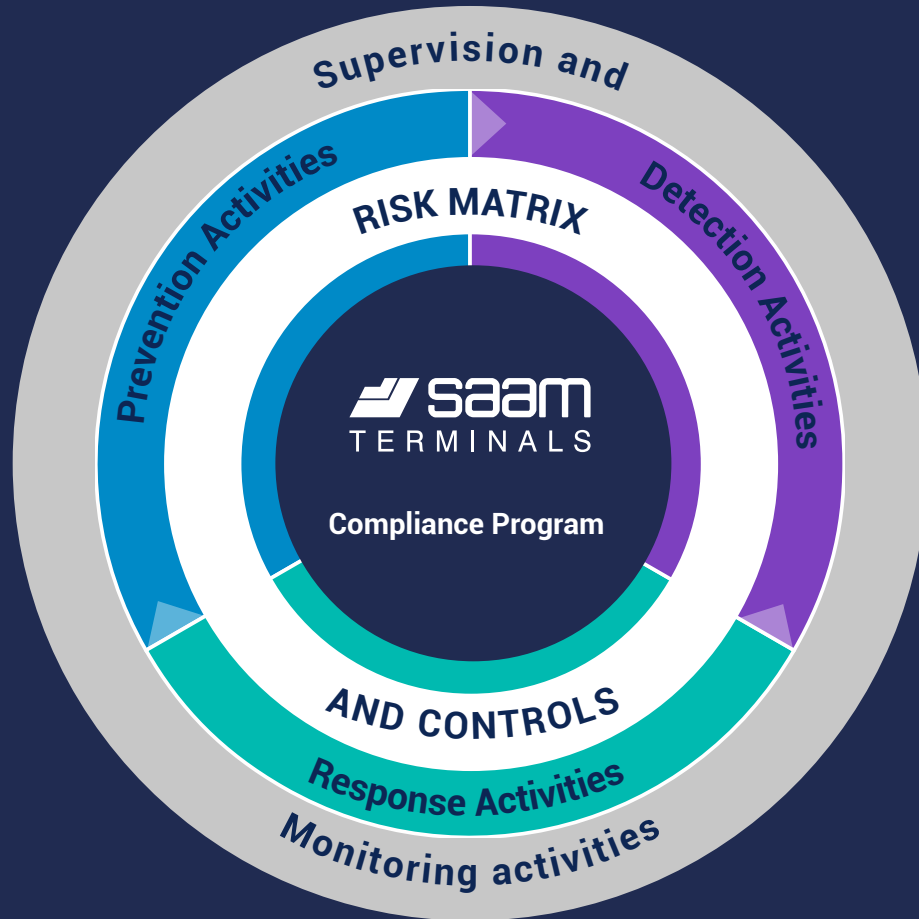 Supervision and
Prevention Activities
Detection Activities
RISK MATRIX
saam
TERMINALS
Compliance Program
AND CONTROLS
Response Activities
Monitoring activities